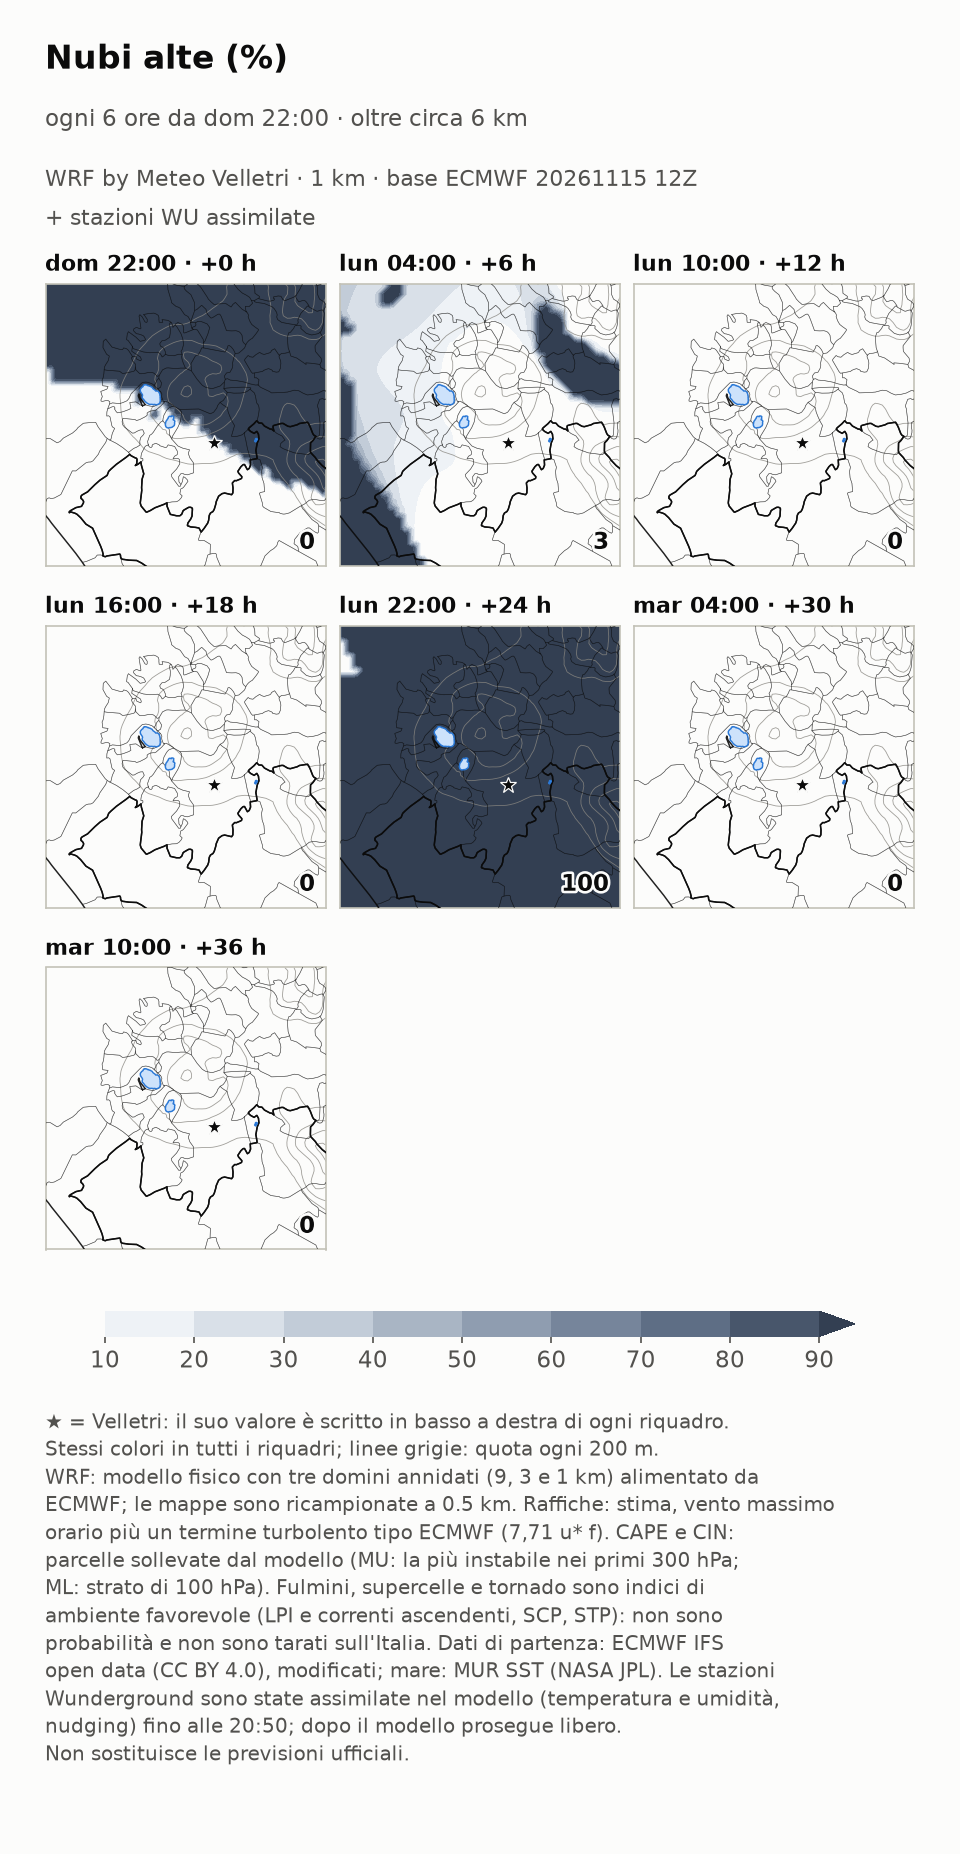 Nubi alte (%)
ogni 6 ore da dom 22:00 · oltre circa 6 km
WRF by Meteo Velletri · 1 km · base ECMWF 20261115 12Z
+ stazioni WU assimilate
dom 22:00 · +0 h
lun 04:00 · +6 h
lun 10:00 · +12 h
0
3
0
lun 16:00 · +18 h
lun 22:00 · +24 h
mar 04:00 · +30 h
0
100
0
mar 10:00 · +36 h
0
10 20 30 40 50 60 70 80 90
★ = Velletri: il suo valore è scritto in basso a destra di ogni riquadro.
Stessi colori in tutti i riquadri; linee grigie: quota ogni 200 m.
WRF: modello fisico con tre domini annidati (9, 3 e 1 km) alimentato da
ECMWF; le mappe sono ricampionate a 0.5 km. Raffiche: stima, vento massimo
orario più un termine turbolento tipo ECMWF (7,71 u* f). CAPE e CIN:
parcelle sollevate dal modello (MU: la più instabile nei primi 300 hPa;
ML: strato di 100 hPa). Fulmini, supercelle e tornado sono indici di
ambiente favorevole (LPI e correnti ascendenti, SCP, STP): non sono
probabilità e non sono tarati sull'Italia. Dati di partenza: ECMWF IFS
open data (CC BY 4.0), modificati; mare: MUR SST (NASA JPL). Le stazioni
Wunderground sono state assimilate nel modello (temperatura e umidità,
nudging) fino alle 20:50; dopo il modello prosegue libero.
Non sostituisce le previsioni ufficiali.